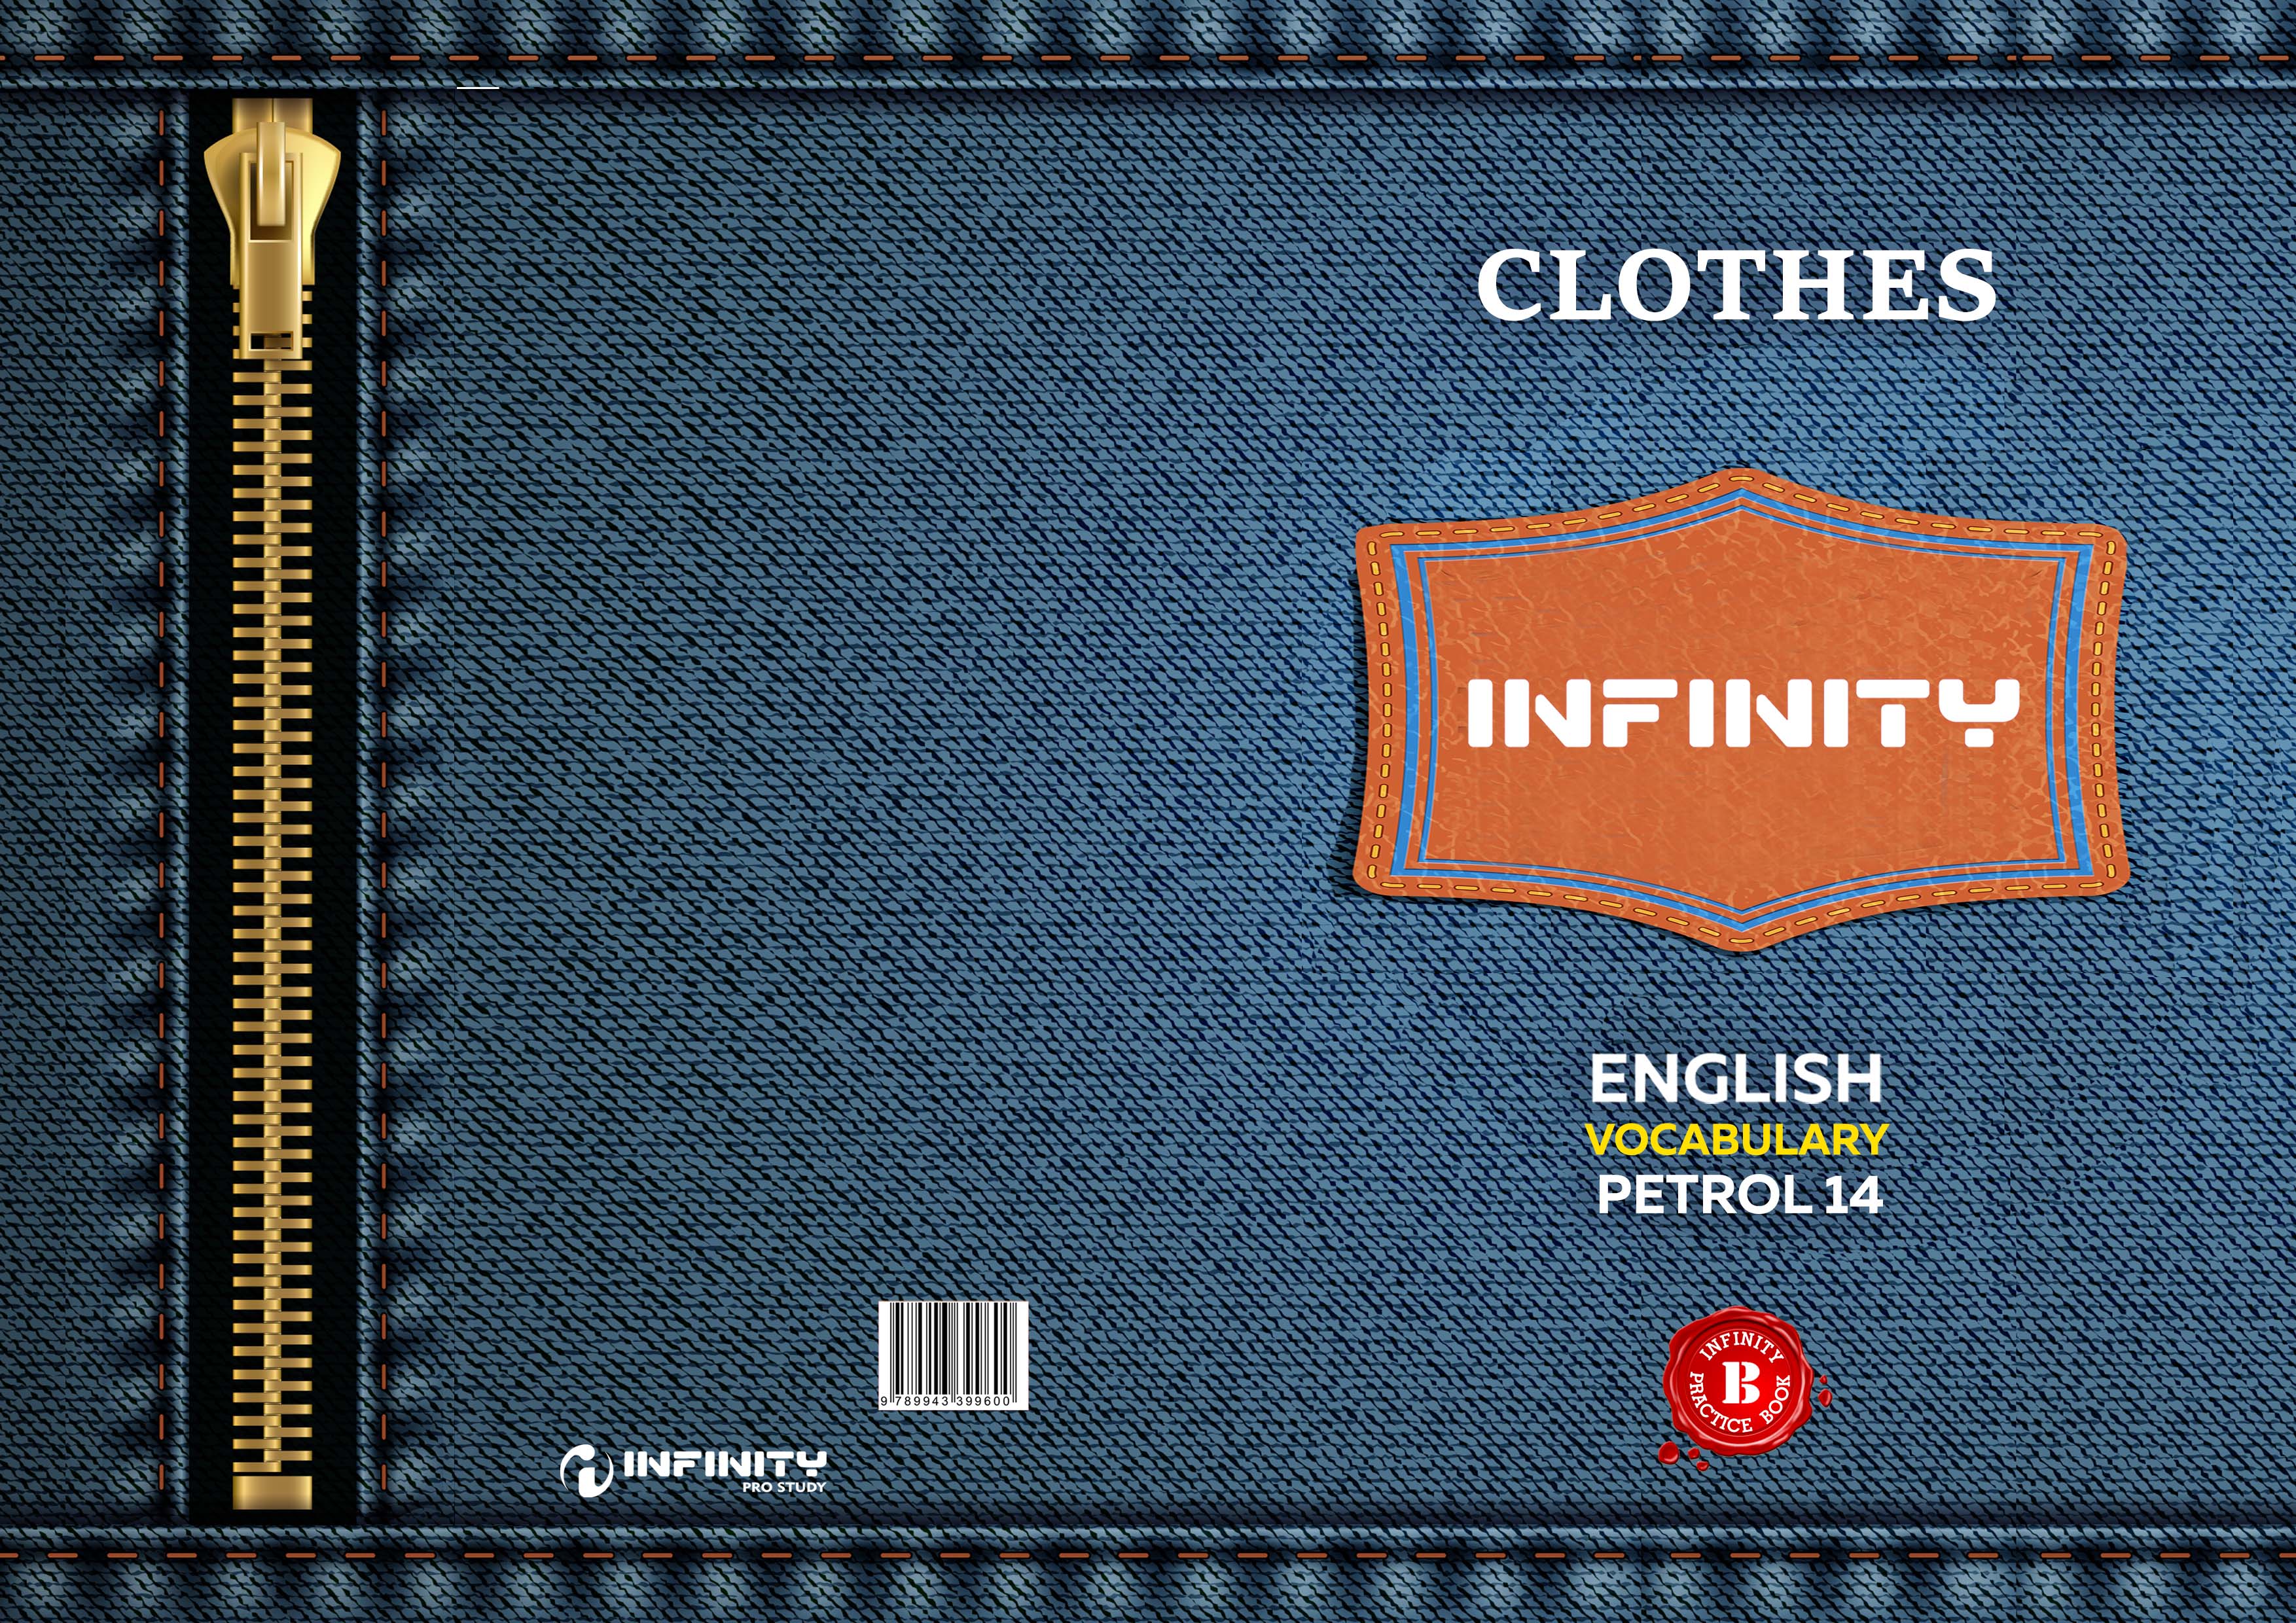 CLOTHES
INFINITY
ENGLISH
VOCABULARY
PETROL 14
INFINITY
B
PRACTICE BOOK
9 789943 399600
INFINITY
PRO STUDY